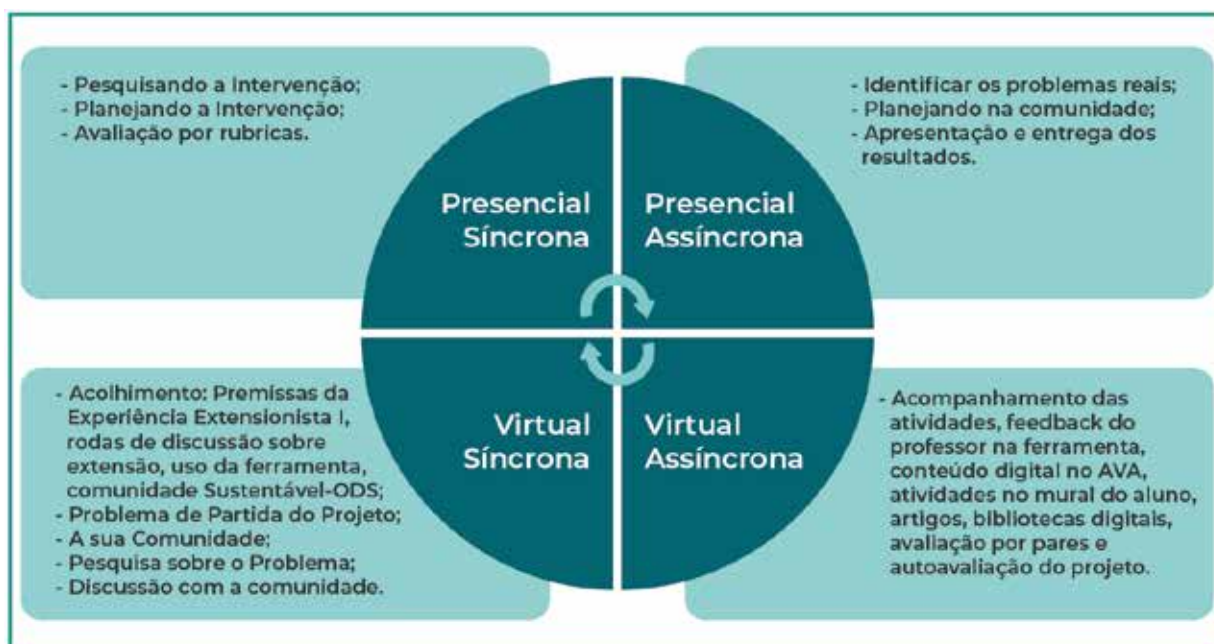 - Pesquisando a Intervenção;
- Planejando a Intervenção;
- Avaliação por rubricas.
- Identificar os problemas reais;
- Planejando na comunidade;
- Apresentação e entrega dos
resultados.
Presencial
Síncrona
Presencial
Assíncrona
Virtual
Síncrona
Virtual
Assíncrona
- Acolhimento: Premissas da
Experiência Extensionista I,
rodas de discussão sobre
extensão, uso da ferramenta,
comunidade Sustentável-ODS;
- Problema de Partida do Projeto;
- A sua Comunidade;
- Pesquisa sobre o Problema;
- Discussão com a comunidade.
- Acompanhamento das
atividades, feedback do
professor na ferramenta,
conteúdo digital no AVA,
atividades no mural do aluno,
artigos, bibliotecas digitais,
avaliação por pares e
autoavaliação do projeto.